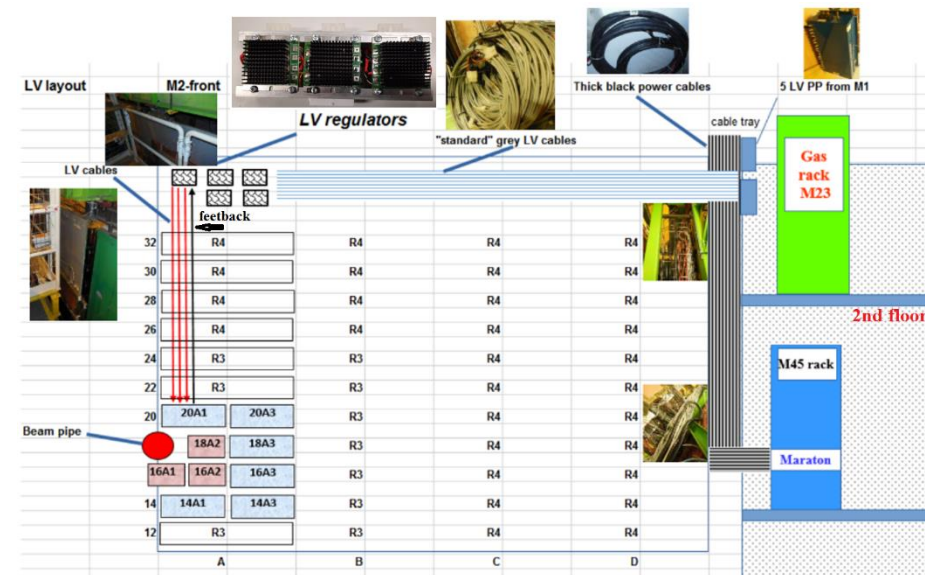 LV layout
M2-front
LV regulators
"standard" grey LV cables
Thick black power cables
5 LV PP from M1
cable tray
LV cables
feetback
Gas
rack
M23
32 R4 R4 R4 R4
30 R4 R4 R4 R4
28 R4 R4 R4 R4
26 R4 R4 R4 R4
2nd floor
24 R3 R3 R4 R4
22 R3 R3 R4 R4
M45 rack
20 20A1 20A3 R3 R4 R4
Beam pipe
18A2 18A3 R3 R4 R4
Maraton
16A1 16A2 16A3 R3 R4 R4
14 14A1 14A3 R3 R4 R4
12 R3 R3 R4 R4
A B C D